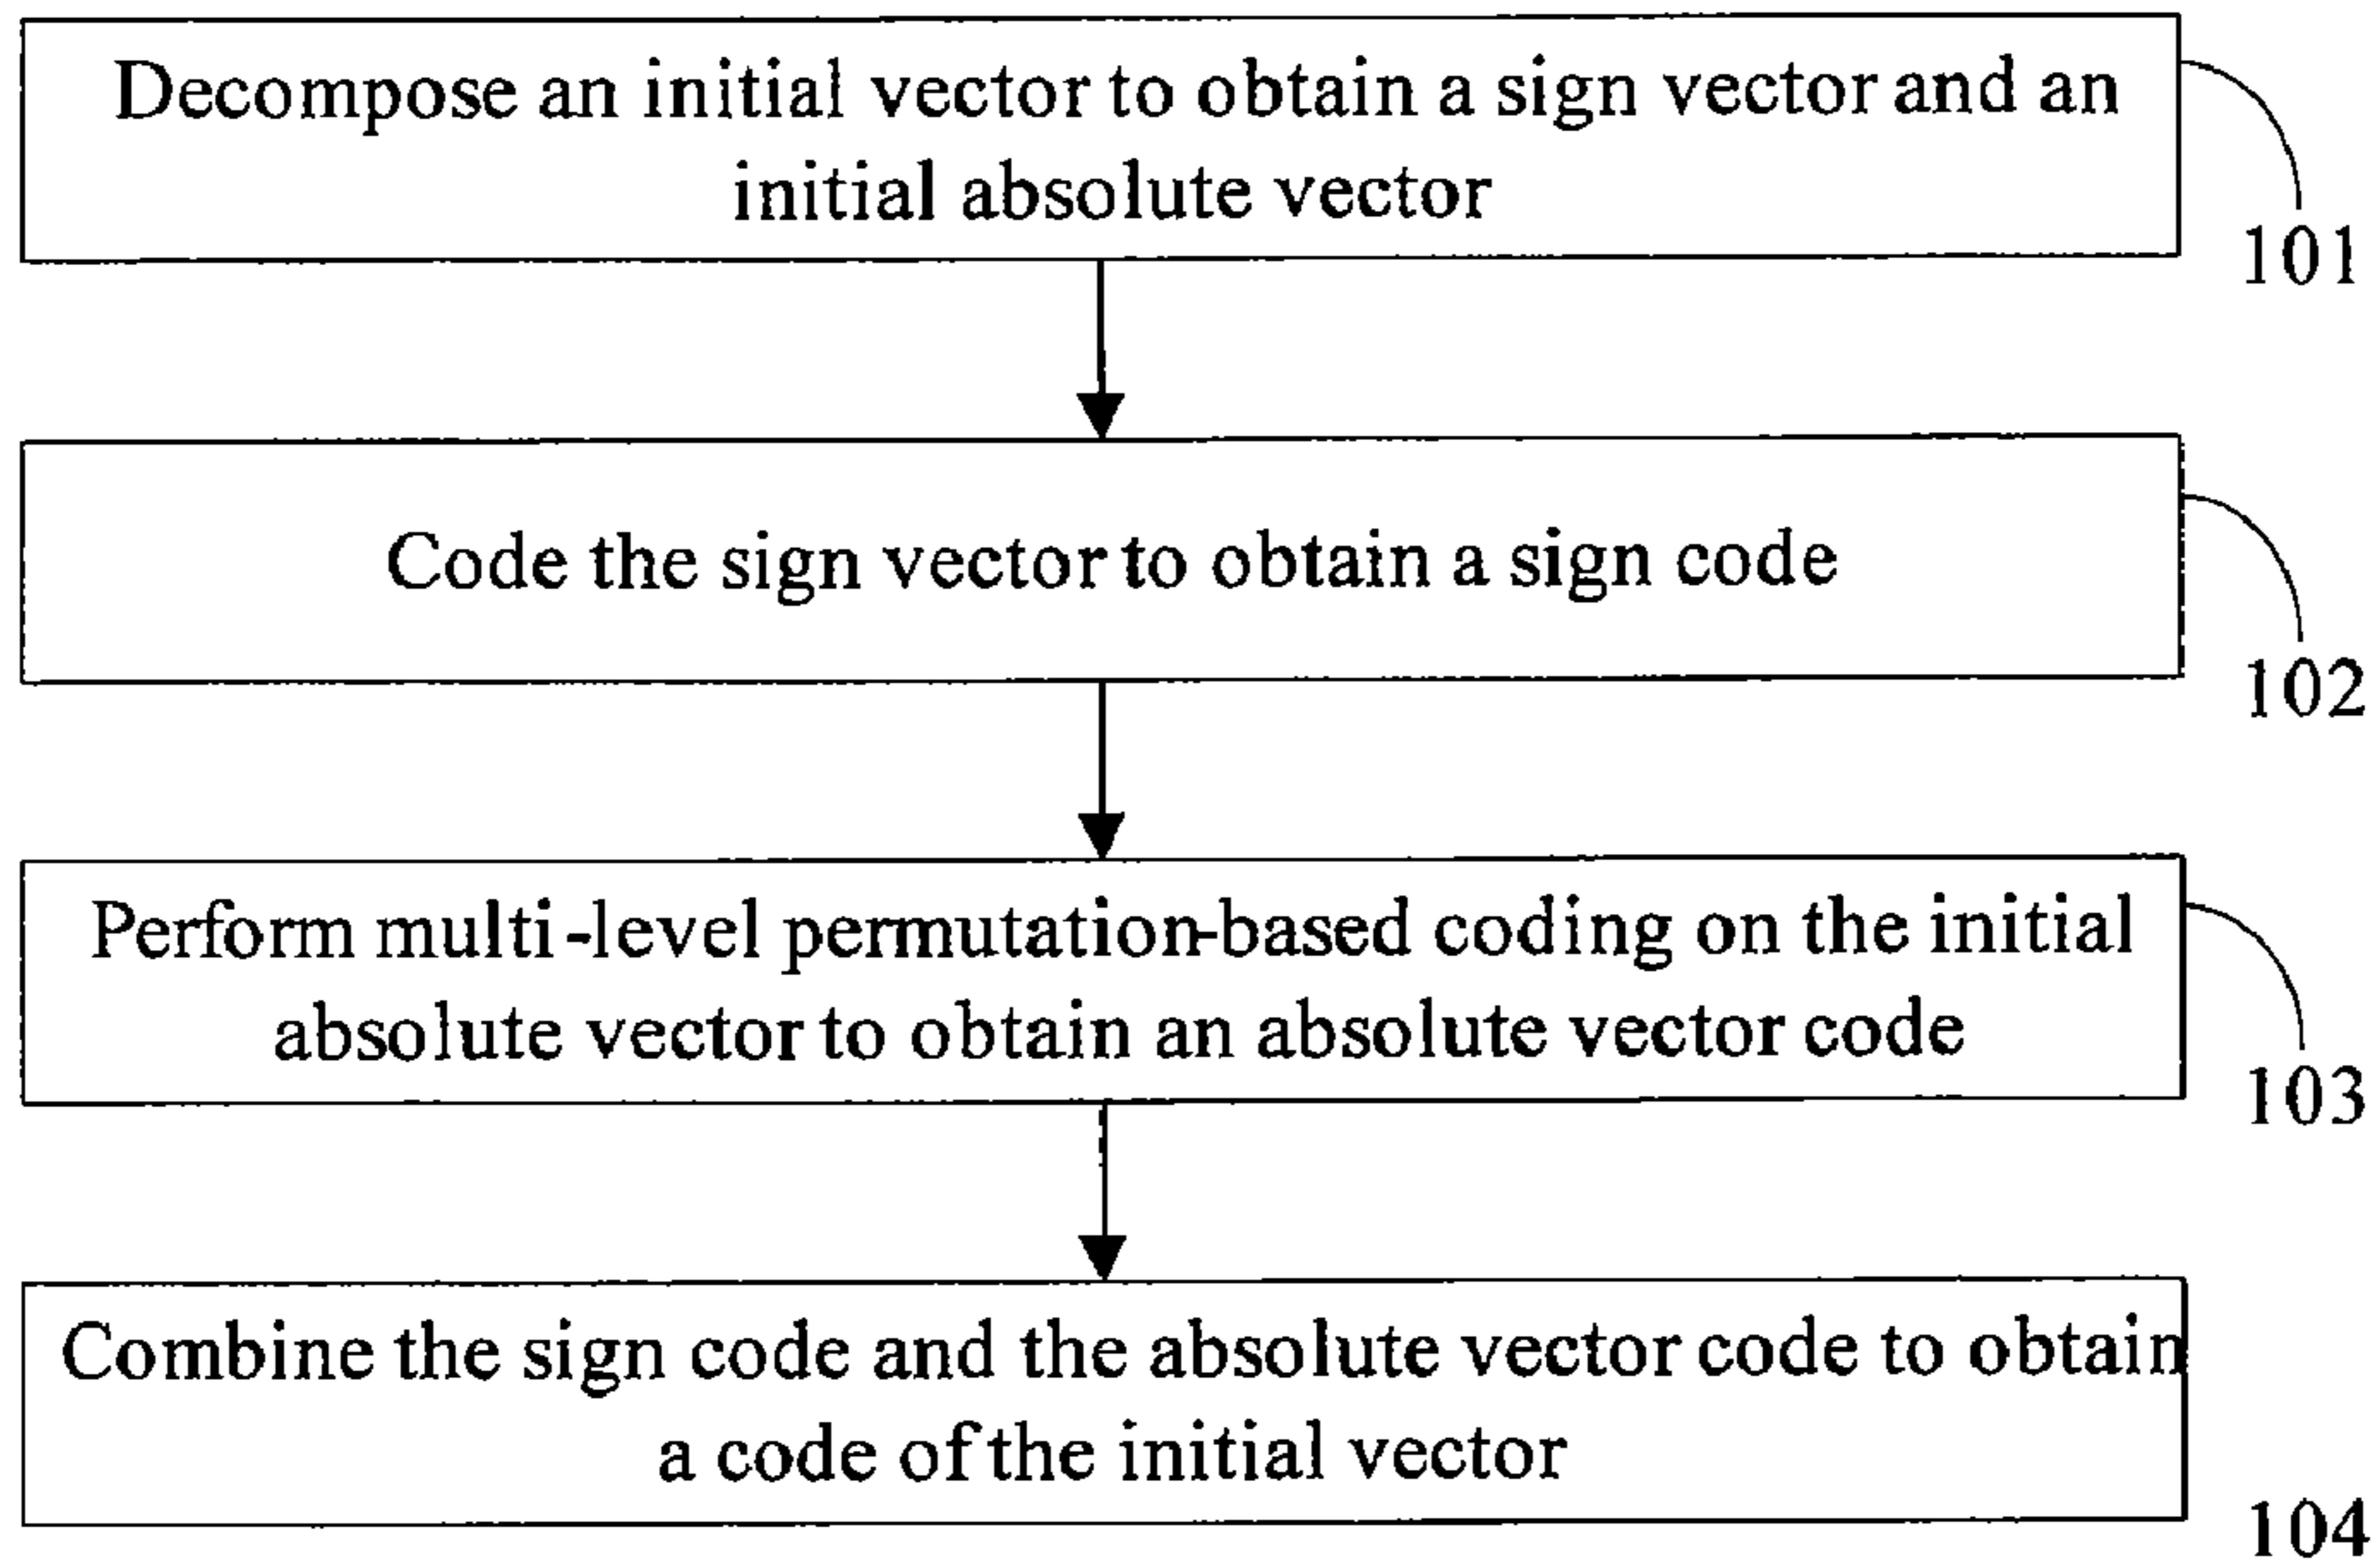 Decompose an initial vector to obtain a sign vector and an
initial absolute vector
101
Code the sign vector to obtain a sign code
102
Perform multi-level permutation-based coding on the initial
absolute vector to obtain an absolute vector code
103
Combine the sign code and the absolute vector code to obtain
a code of the initial vector
104